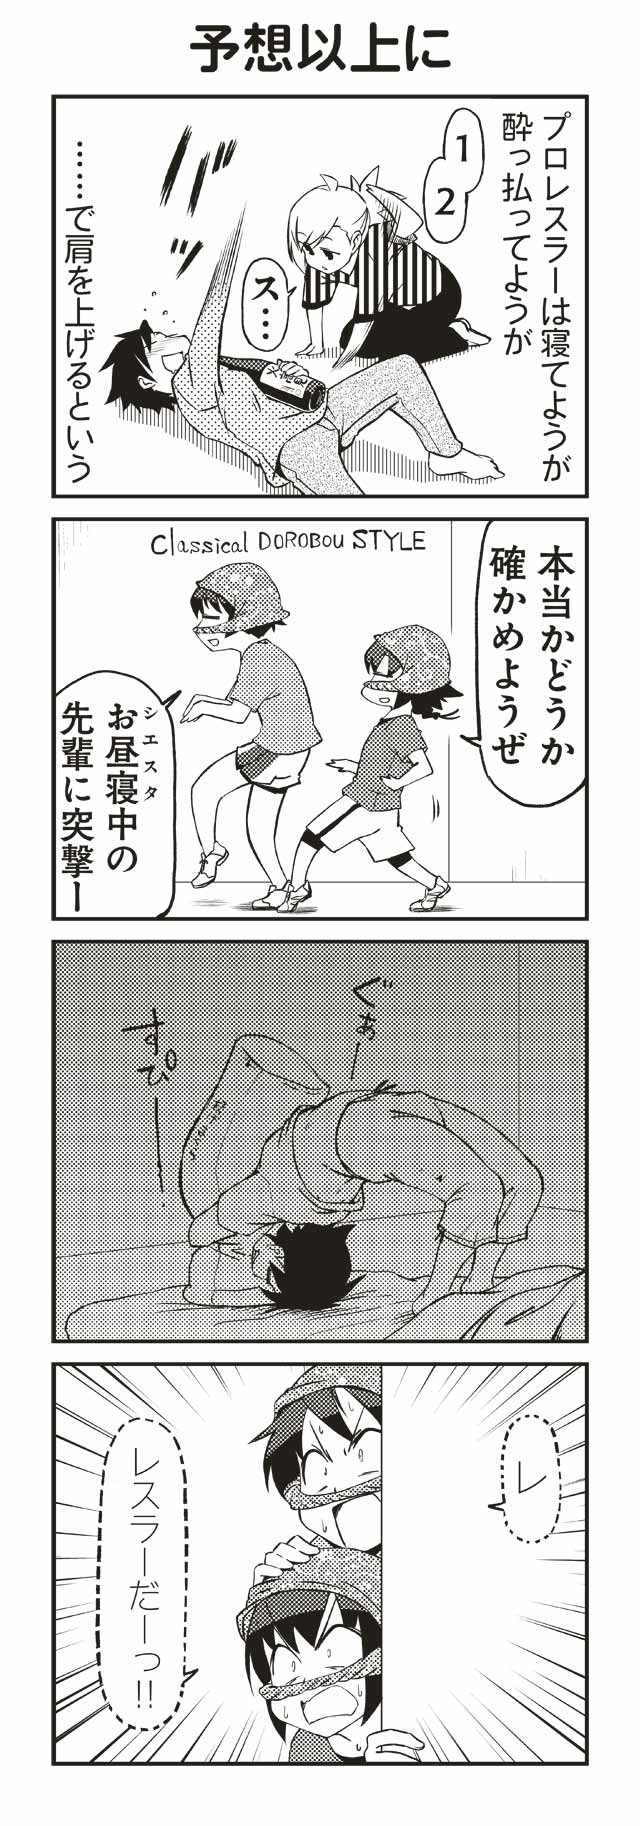 予想以上に
プロレスラーは寝てようが
酔っ払ってようが
1
2
ス…
……で肩を上げるという
Classical DOROBOU STYLE
本当かどうか
確かめようぜ
お昼寝中の
シエスタ
先輩に突撃ー
ぐぁー
すぴー
レ
レスラーだーっ!!